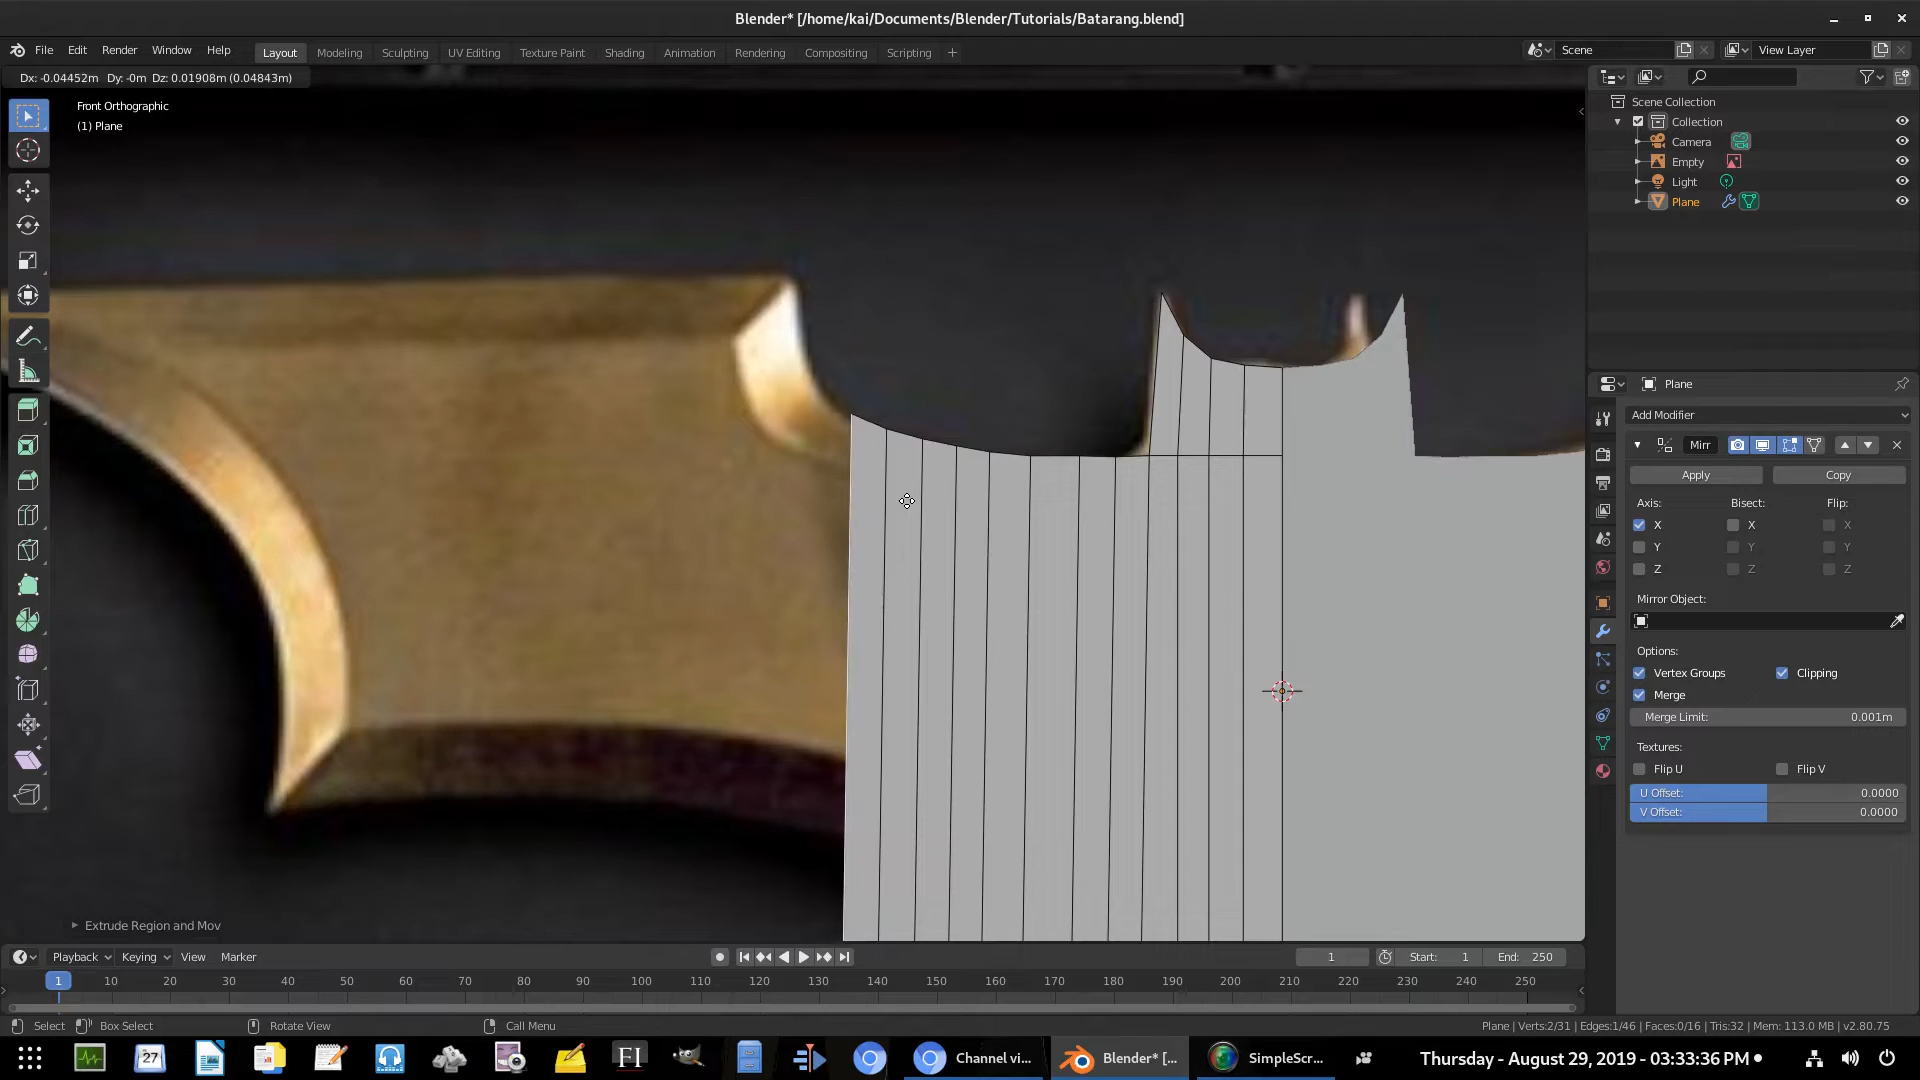 Blender* [/home/kai/Documents/Blender/Tutorials/Batarang.blend]
File Edit Render Window Help
Layout Modeling Sculpting UV Editing Texture Paint Shading Animation Rendering Compositing Scripting
Scene
View Layer
Dx: -0.04452m Dy: -0m Dz: 0.01908m (0.04843m)
Front Orthographic
(1) Plane
Scene Collection
Collection
Camera
Empty
Light
Plane
Plane
Add Modifier
Mirr
Apply Copy
Axis: Bisect: Flip:
X X X
Y Y Y
Z Z Z
Mirror Object:
Options:
Vertex Groups Clipping
Merge
Merge Limit: 0.001m
Textures:
Flip U Flip V
U Offset: 0.0000
V Offset: 0.0000
Extrude Region and Mov
Playback Keying View Marker
1 Start: 1 End: 250
1 10 20 30 40 50 60 70 80 90 100 110 120 130 140 150 160 170 180 190 200 210 220 230 240 250
Select Box Select Rotate View Call Menu
Plane | Verts:2/31 | Edges:1/46 | Faces:0/16 | Tris:32 | Mem: 113.0 MB | v2.80.75
27 FI Channel vi... Blender* [... SimpleScr... Thursday - August 29, 2019 - 03:33:36 PM